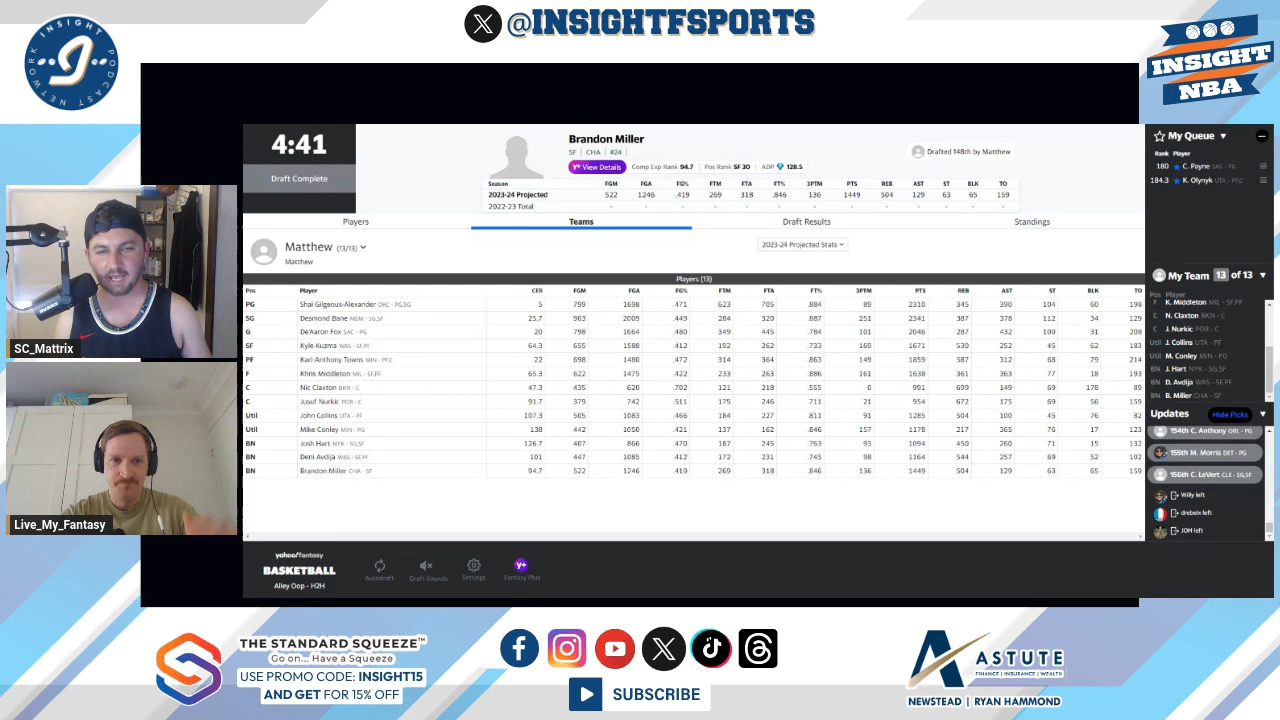 @INSIGHTFSPORTS
INSIGHT
PODCAST NETWORK
INSIGHT
NBA
4:41
Draft Complete
Brandon Miller
SF | CHA | #24 |
Y+ View Details
Comp Exp Rank 94.7 | Pos Rank SF 30 | ADP 128.5
Drafted 148th by Matthew
Season FGM FGA FG% FTM FTA FT% 3PTM PTS REB AST ST BLK TO
2023-24 Projected 522 1246 .419 269 318 .846 136 1449 504 129 63 65 159
2022-23 Total - - - - - - - - - - - - -
Players Teams Draft Results Standings
Matthew (13/13)
Matthew
2023-24 Projected Stats
Players (13)
Pos Player CER FGM FGA FG% FTM FTA FT% 3PTM PTS REB AST ST BLK TO
PG Shai Gilgeous-Alexander OKC - PG,SG 5 799 1698 .471 623 705 .884 89 2310 345 390 104 60 198
SG Desmond Bane MEM - SG,SF 25.7 903 2009 .449 284 320 .887 251 2341 387 378 112 34 129
G De'Aaron Fox SAC - PG 20 798 1664 .480 349 445 .784 101 2046 287 432 100 31 208
SF Kyle Kuzma WAS - SF,PF 64.3 655 1588 .412 192 262 .733 169 1671 530 252 45 62 183
PF Karl-Anthony Towns MIN - PF,C 22 698 1480 .472 314 364 .863 149 1859 587 312 68 79 214
F Khris Middleton MIL - SF,PF 65.3 622 1475 .422 233 263 .886 161 1638 361 363 77 18 193
C Nic Claxton BKN - C 47.3 435 620 .702 121 218 .555 0 991 699 149 69 178 89
C Jusuf Nurkic POR - C 91.7 379 742 .511 175 246 .711 21 954 672 175 69 56 159
Util John Collins UTA - PF 107.3 505 1083 .466 184 227 .811 91 1285 504 100 45 76 82
Util Mike Conley MIN - PG 138 442 1050 .421 137 162 .846 157 1178 217 365 76 17 123
BN Josh Hart NYK - SG,SF 126.7 407 866 .470 187 245 .763 93 1094 450 260 71 15 132
BN Deni Avdija WAS - SF,PF 101 447 1085 .412 172 231 .745 98 1164 544 257 69 52 102
BN Brandon Miller CHA - SF 94.7 522 1246 .419 269 318 .846 136 1449 504 129 63 65 159
My Queue
Rank Player
180 C. Payne SAS - PG
184.3 K. Olynyk UTA - PF,C
My Team 13 of 13
Pos Player
F K. Middleton MIL - SF,PF
C N. Claxton BKN - C
C J. Nurkic POR - C
Util J. Collins UTA - PF
Util M. Conley MIN - PG
BN J. Hart NYK - SG,SF
BN D. Avdija WAS - SF,PF
BN B. Miller CHA - SF
Updates Hide Picks
154th C. Anthony ORL - PG
155th M. Morris DET - PG
156th C. LeVert CLE - SG,SF
Willy left
drebelx left
JOH left
SC_Mattrix
Live_My_Fantasy
yahoo!fantasy
BASKETBALL
Alley Oop - H2H
Autodraft
Draft Sounds
Settings
y+
Fantasy Plus
THE STANDARD SQUEEZE™
Go on... Have a Squeeze
USE PROMO CODE: INSIGHT15
AND GET FOR 15% OFF
SUBSCRIBE
ASTUTE
FINANCE | INSURANCE | WEALTH
NEWSTEAD | RYAN HAMMOND